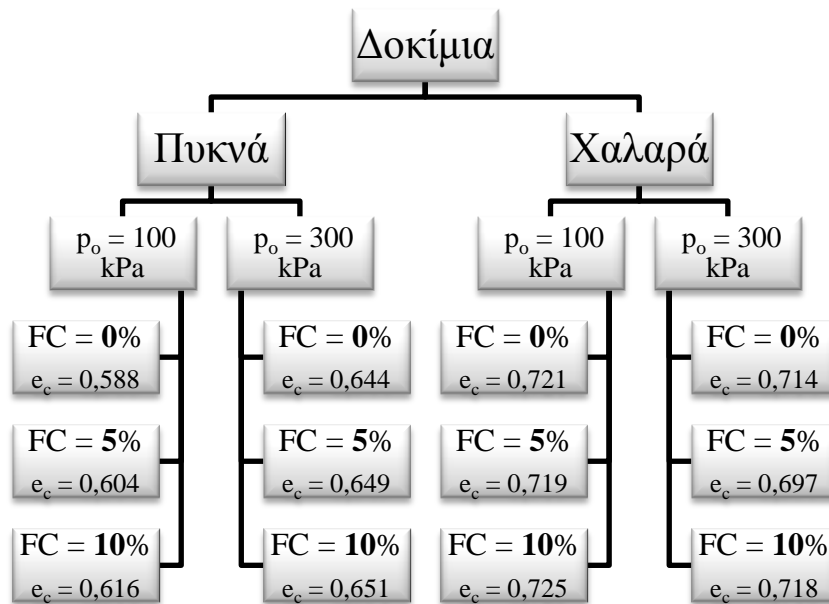 Δοκίμια
Πυκνά
Χαλαρά
p_o = 100
kPa
p_o = 300
kPa
p_o = 100
kPa
p_o = 300
kPa
FC = 0%
e_c = 0,588
FC = 0%
e_c = 0,644
FC = 0%
e_c = 0,721
FC = 0%
e_c = 0,714
FC = 5%
e_c = 0,604
FC = 5%
e_c = 0,649
FC = 5%
e_c = 0,719
FC = 5%
e_c = 0,697
FC = 10%
e_c = 0,616
FC = 10%
e_c = 0,651
FC = 10%
e_c = 0,725
FC = 10%
e_c = 0,718